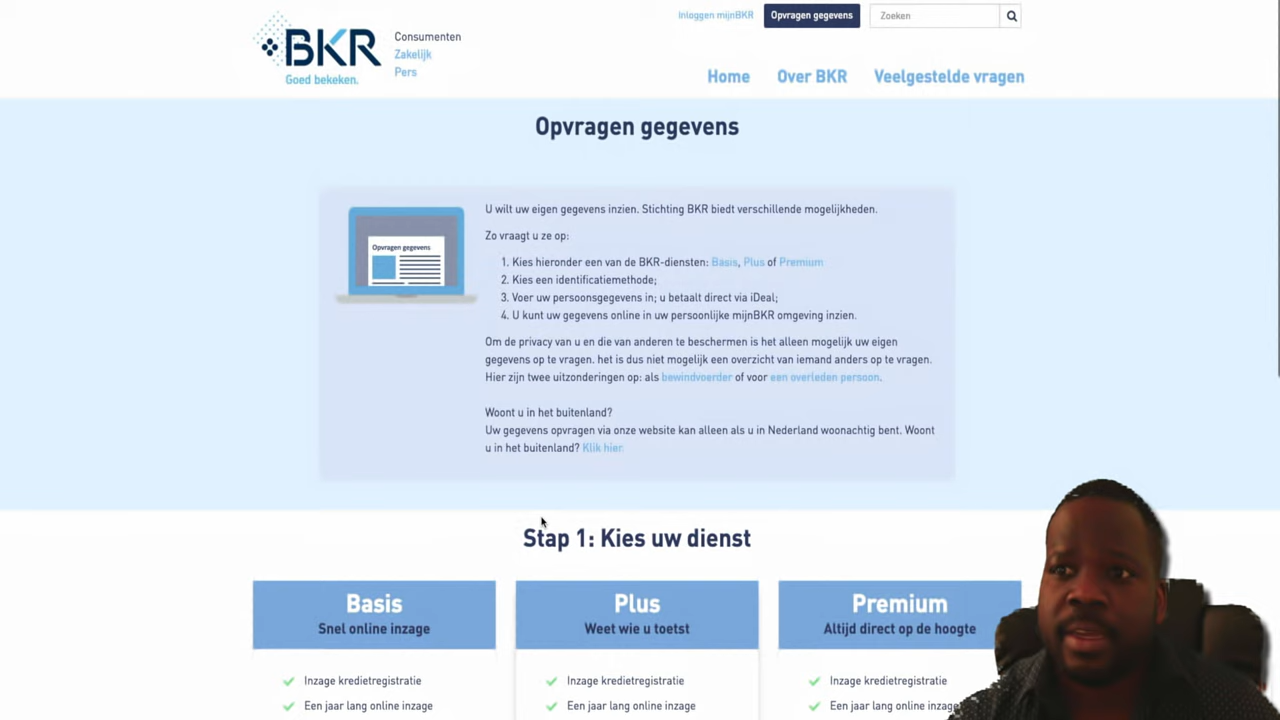 BKR
Goed bekeken.
Consumenten
Zakelijk
Pers
Inloggen mijnBKR
Opvragen gegevens
Zoeken
Home
Over BKR
Veelgestelde vragen
Opvragen gegevens
Opvragen gegevens
U wilt uw eigen gegevens inzien. Stichting BKR biedt verschillende mogelijkheden.
Zo vraagt u ze op:
1. Kies hieronder een van de BKR-diensten: Basis, Plus of Premium
2. Kies een identificatiemethode;
3. Voer uw persoonsgegevens in; u betaalt direct via iDeal;
4. U kunt uw gegevens online in uw persoonlijke mijnBKR omgeving inzien.
Om de privacy van u en die van anderen te beschermen is het alleen mogelijk uw eigen
gegevens op te vragen. het is dus niet mogelijk een overzicht van iemand anders op te vragen.
Hier zijn twee uitzonderingen op: als bewindvoerder of voor een overleden persoon.
Woont u in het buitenland?
Uw gegevens opvragen via onze website kan alleen als u in Nederland woonachtig bent. Woont
u in het buitenland? Klik hier.
Stap 1: Kies uw dienst
Basis
Snel online inzage
Inzage kredietregistratie
Een jaar lang online inzage
Plus
Weet wie u toetst
Inzage kredietregistratie
Een jaar lang online inzage
Premium
Altijd direct op de hoogte
Inzage kredietregistratie
Een jaar lang online inzage